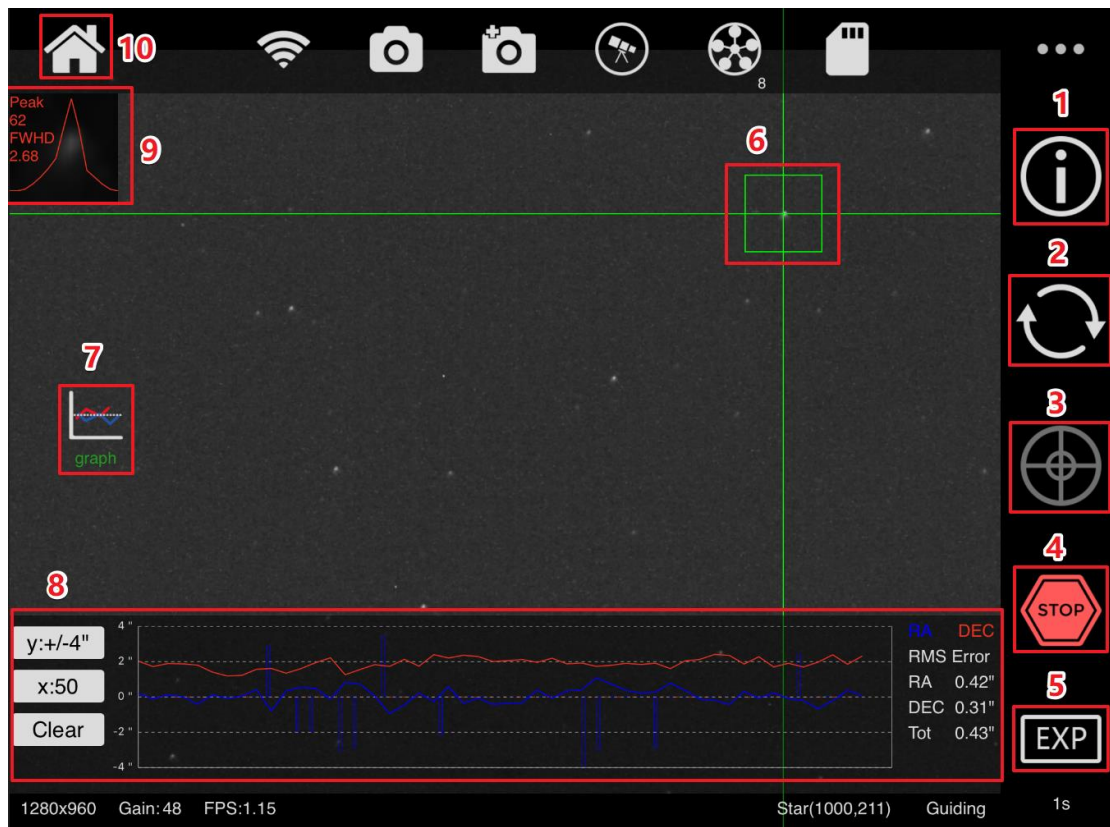 10
8
1
Peak
62
FWHD
2.68
9
6
2
7
graph
3
4
STOP
8
y:+/-4"
x:50
Clear
4 "
2 "
0 "
-2 "
-4 "
RA DEC
RMS Error
RA 0.42"
DEC 0.31"
Tot 0.43"
5
EXP
1280x960 Gain:48 FPS:1.15 Star(1000,211) Guiding 1s